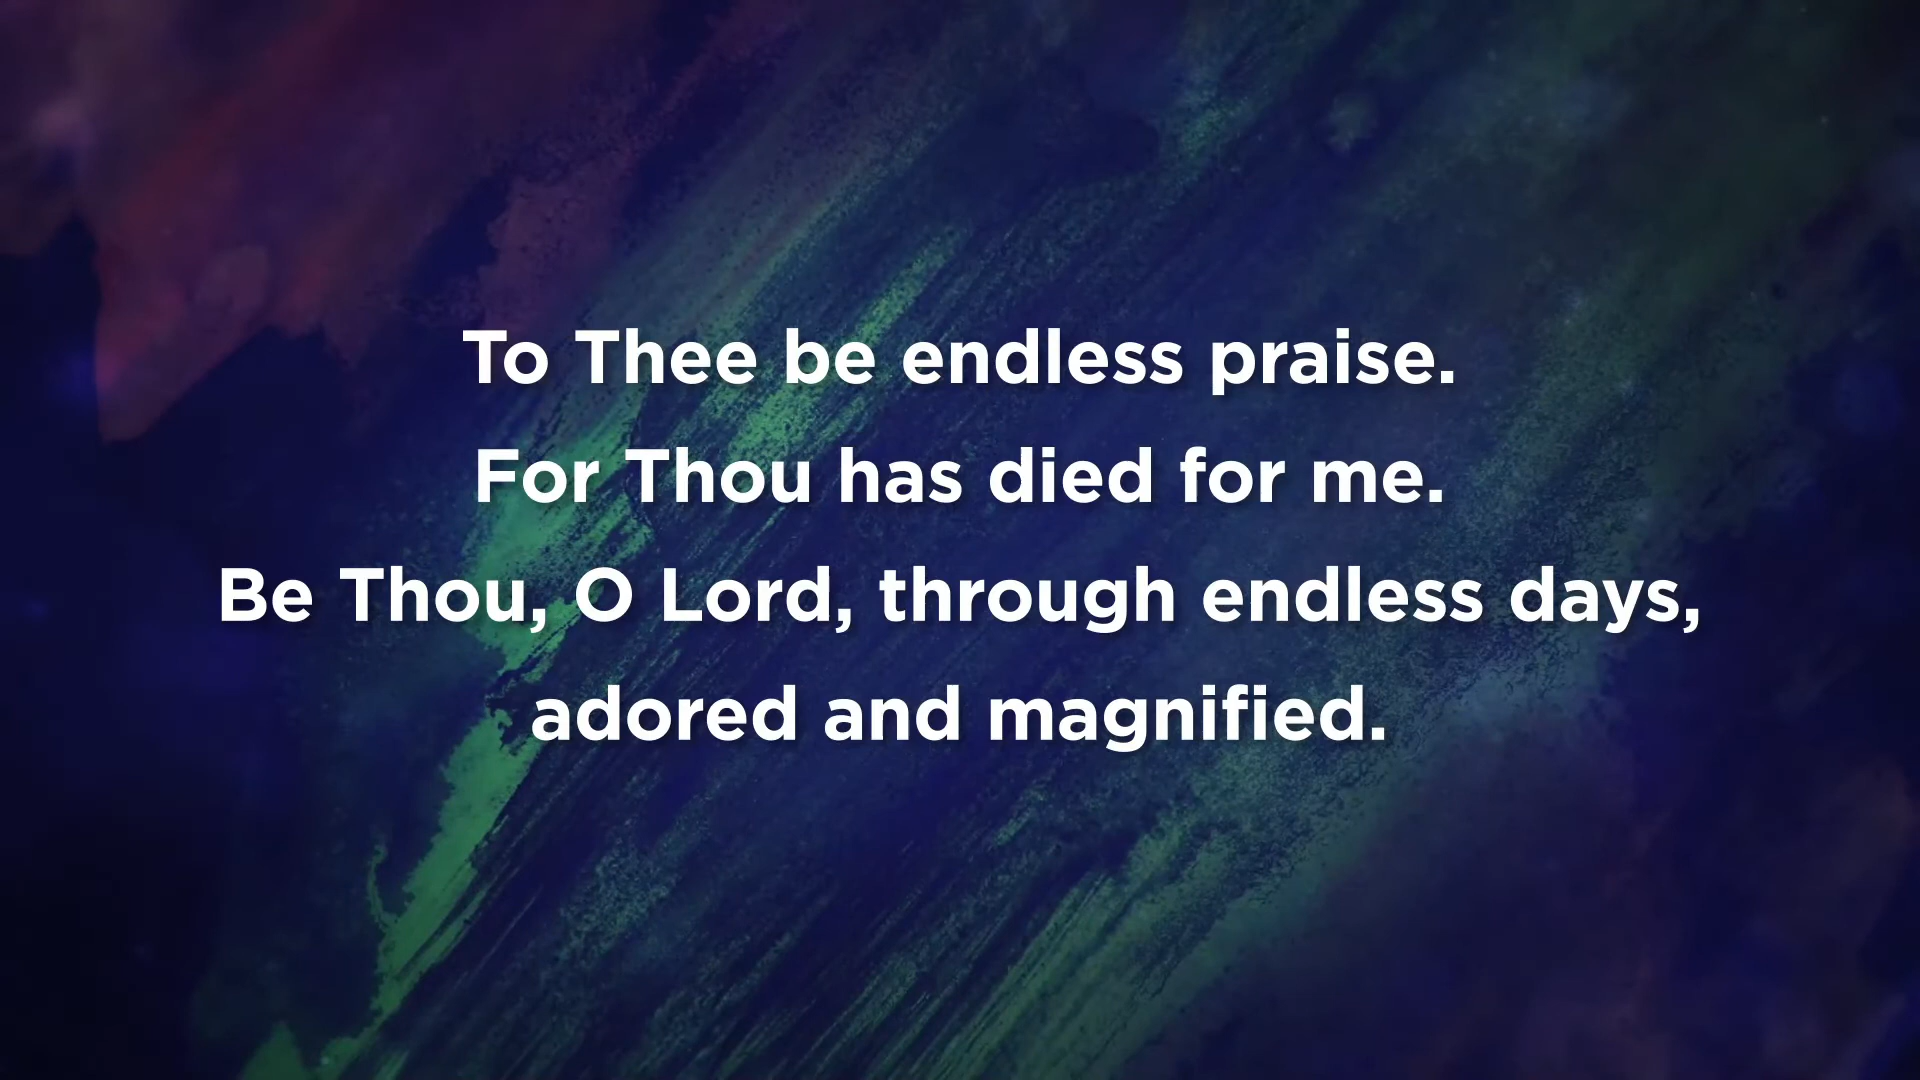 To Thee be endless praise.
For Thou has died for me.
Be Thou, O Lord, through endless days,
adored and magnified.